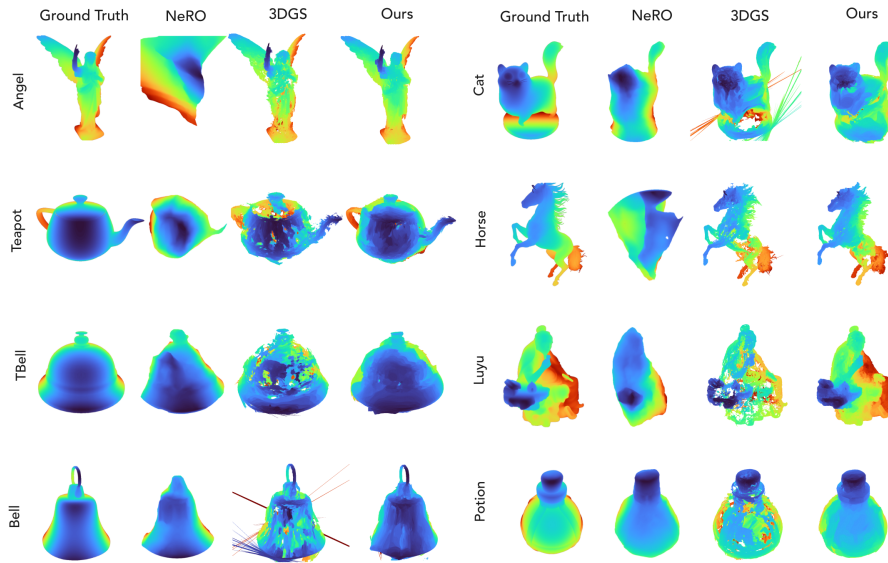 Ground Truth NeRO 3DGS Ours
Angel
Teapot
TBell
Bell
Ground Truth NeRO 3DGS Ours
Cat
Horse
Luyu
Potion